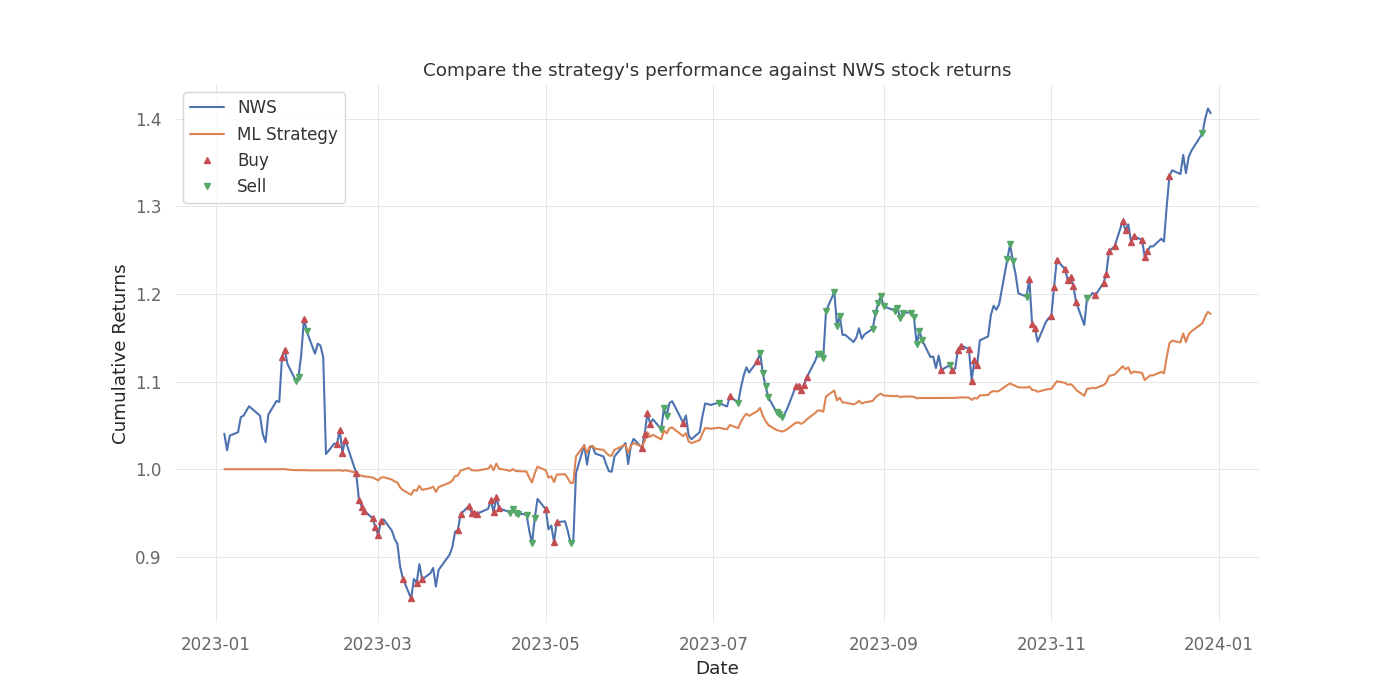 Compare the strategy's performance against NWS stock returns
NWS
ML Strategy
Buy
Sell
Cumulative Returns
1.4
1.3
1.2
1.1
1.0
0.9
2023-01
2023-03
2023-05
2023-07
2023-09
2023-11
2024-01
Date